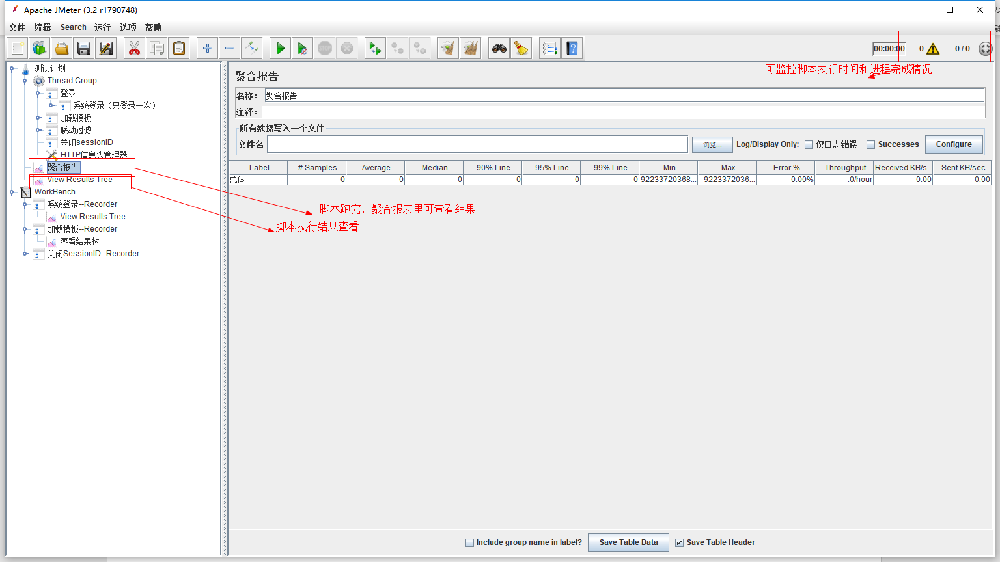 Apache JMeter (3.2 r1790748)
文件 编辑 Search 运行 选项 帮助
00:00:00 0 0 / 0
可监控脚本执行时间和进程完成情况
测试计划
Thread Group
登录
系统登录（只登录一次）
加载模板
联动过滤
关闭sessionID
HTTP信息头管理器
聚合报告
View Results Tree
WorkBench
系统登录--Recorder
View Results Tree
加载模板--Recorder
察看结果树
关闭SessionID--Recorder
聚合报告
名称： 聚合报告
注释：
所有数据写入一个文件
文件名 浏览... Log/Display Only: 仅日志错误 Successes Configure
Label # Samples Average Median 90% Line 95% Line 99% Line Min Max Error % Throughput Received KB/s... Sent KB/sec
总体 0 0 0 0 0 0 92233720368... -9223372036... 0.00% .0/hour 0.00 0.00
脚本跑完，聚合报表里可查看结果
脚本执行结果查看
Include group name in label? Save Table Data Save Table Header